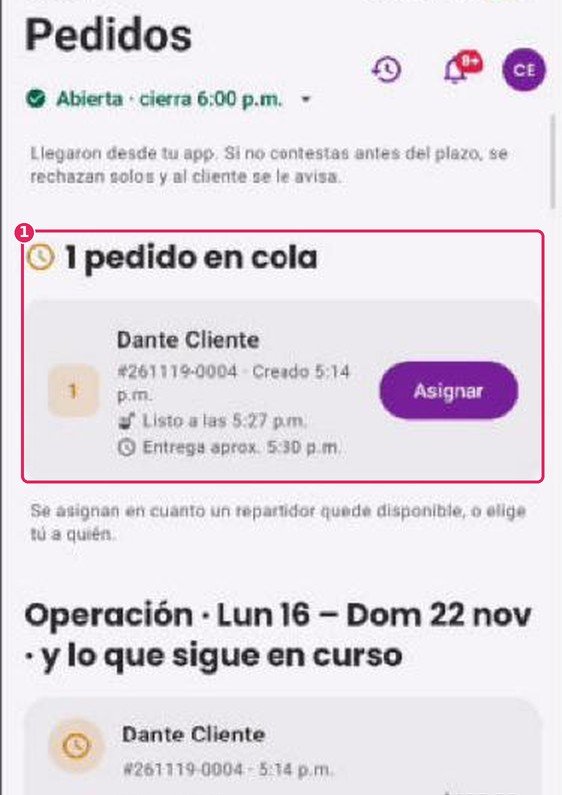 Pedidos
8+
CE
Abierta · cierra 6:00 p.m.
Llegaron desde tu app. Si no contestas antes del plazo, se
rechazan solos y al cliente se le avisa.
1
1 pedido en cola
Dante Cliente
#261119-0004 · Creado 5:14
p.m.
1
Asignar
Listo a las 5:27 p.m.
Entrega aprox. 5:30 p.m.
Se asignan en cuanto un repartidor quede disponible, o elige
tú a quién.
Operación · Lun 16 – Dom 22 nov
· y lo que sigue en curso
Dante Cliente
#261119-0004 · 5:14 p.m.